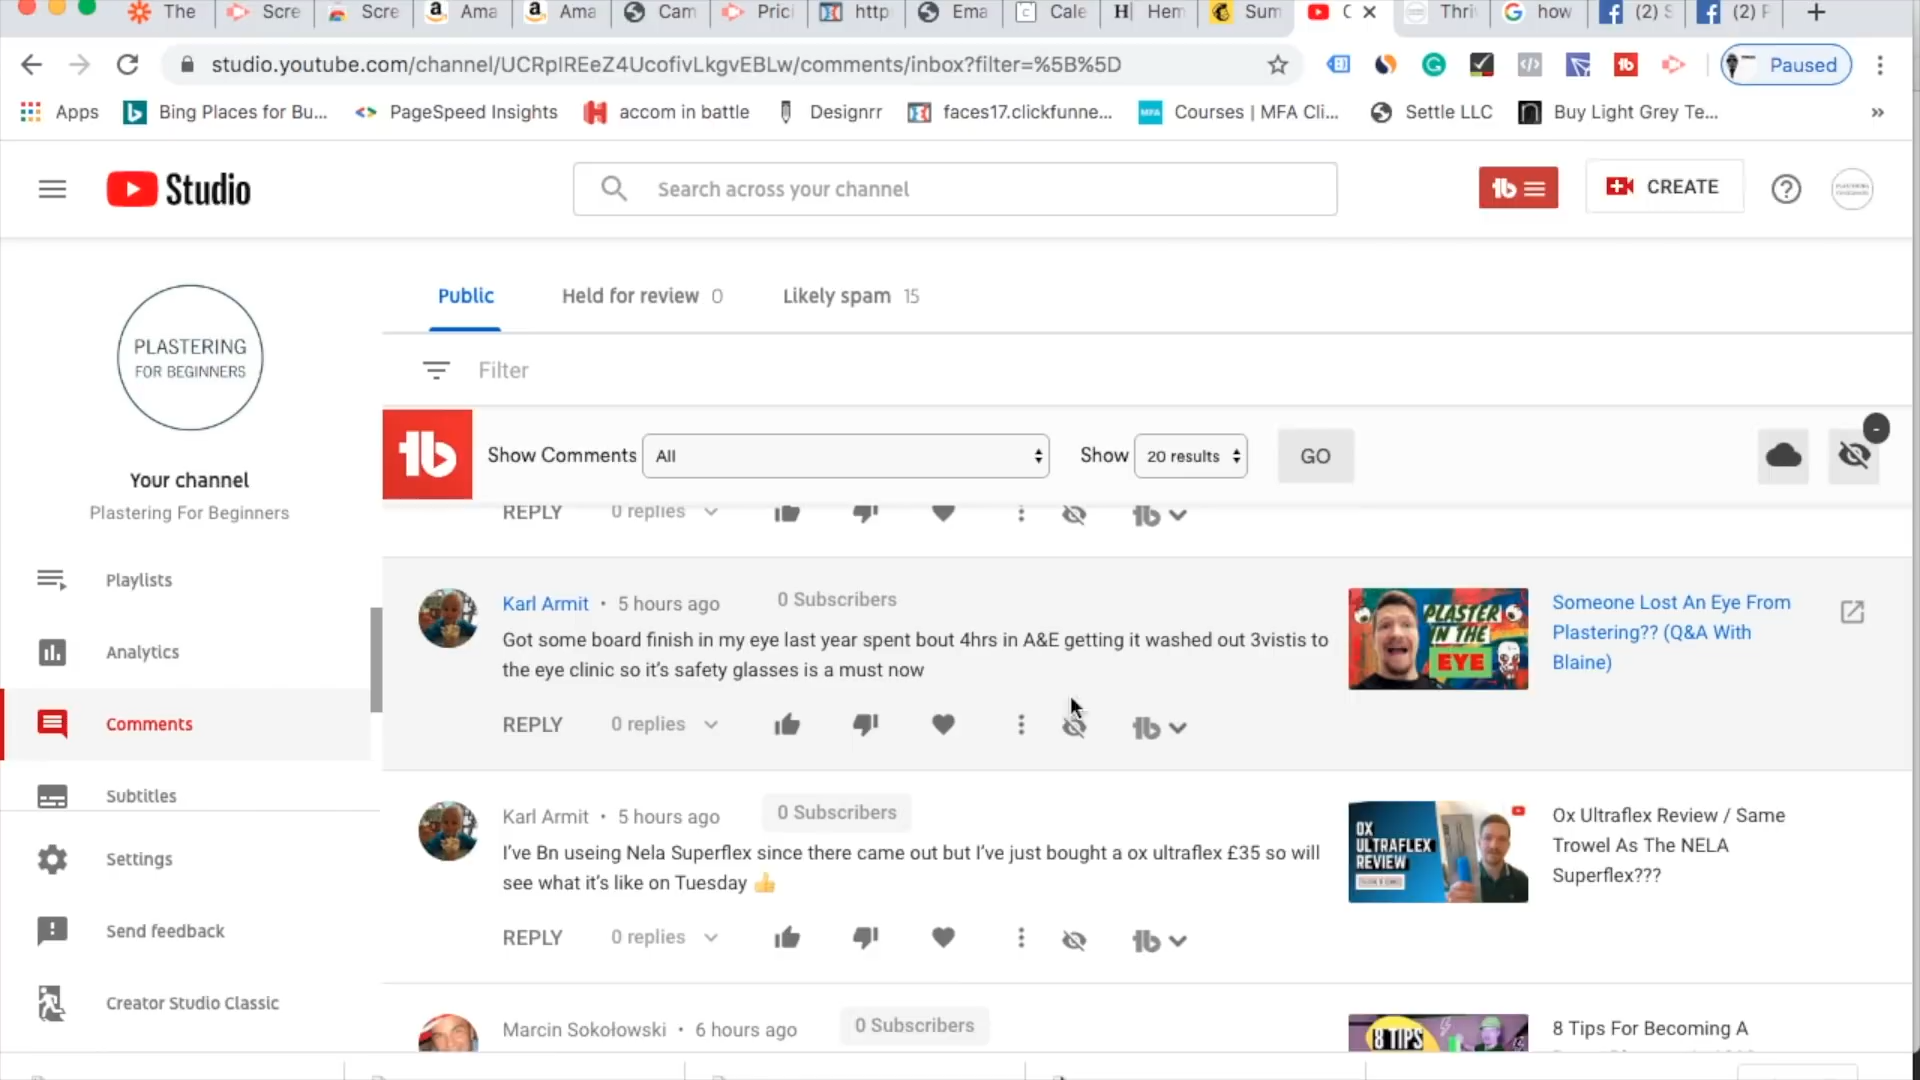 The
Scre
Scre
Ama
Ama
Cam
Prici
http
Ema
Cale
H| Hem
Sum
C
Thri
how
(2) S
(2) F
studio.youtube.com/channel/UCRpIREeZ4UcofivLkgvEBLw/comments/inbox?filter=%5B%5D
Paused
Apps
Bing Places for Bu...
PageSpeed Insights
accom in battle
Designrr
faces17.clickfunne...
MFA Courses | MFA Cli...
Settle LLC
Buy Light Grey Te...
Studio
Search across your channel
CREATE
PLASTERING
FOR BEGINNERS
Your channel
Plastering For Beginners
Playlists
Analytics
Comments
Subtitles
Settings
Send feedback
Creator Studio Classic
Public
Held for review 0
Likely spam 15
Filter
Show Comments All
Show 20 results GO
-
REPLY 0 replies
Karl Armit • 5 hours ago 0 Subscribers
Got some board finish in my eye last year spent bout 4hrs in A&E getting it washed out 3vistis to
the eye clinic so it's safety glasses is a must now
REPLY 0 replies
PLASTER
IN THE
EYE
Someone Lost An Eye From
Plastering?? (Q&A With
Blaine)
Karl Armit • 5 hours ago 0 Subscribers
I've Bn useing Nela Superflex since there came out but I've just bought a ox ultraflex £35 so will
see what it's like on Tuesday 👍
REPLY 0 replies
OX
ULTRAFLEX
REVIEW
Ox Ultraflex Review / Same
Trowel As The NELA
Superflex???
Marcin Sokołowski • 6 hours ago 0 Subscribers
8 TIPS
8 Tips For Becoming A